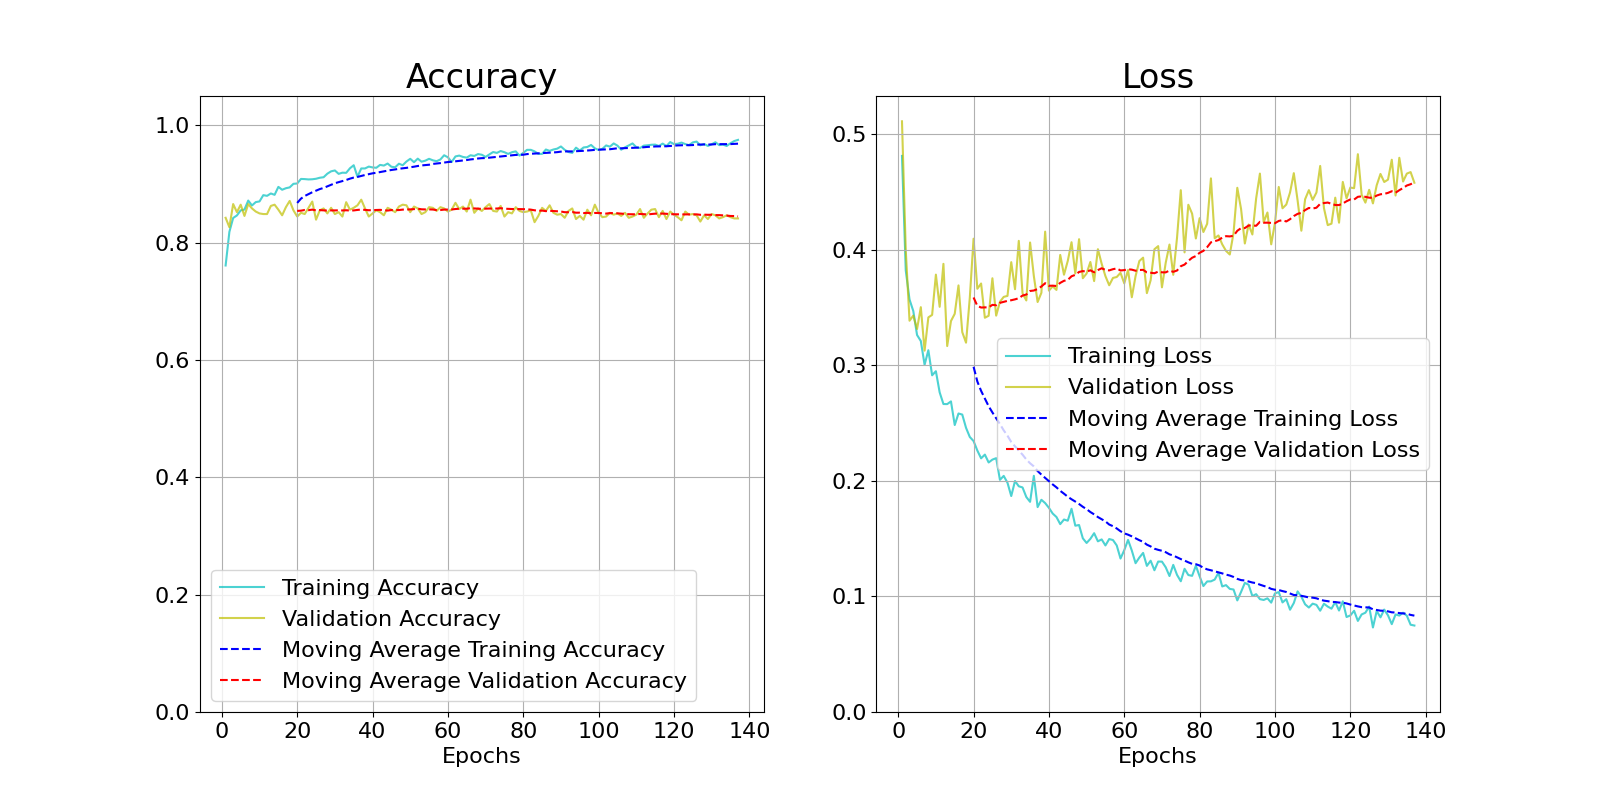 Accuracy
1.0
0.8
0.6
0.4
0.2
0.0
Training Accuracy
Validation Accuracy
Moving Average Training Accuracy
Moving Average Validation Accuracy
0 20 40 60 80 100 120 140
Epochs
Loss
0.5
0.4
0.3
0.2
0.1
0.0
Training Loss
Validation Loss
Moving Average Training Loss
Moving Average Validation Loss
0 20 40 60 80 100 120 140
Epochs